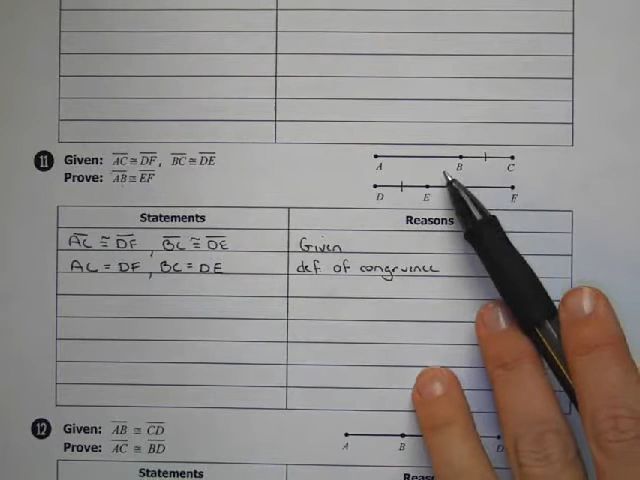 11 Given: AC ≅ DF, BC ≅ DE
Prove: AB ≅ EF
A B C
D E F
Statements Reasons
AC ≅ DF, BC ≅ DE Given
AC = DF, BC = DE def of congruence
12 Given: AB ≅ CD
Prove: AC ≅ BD
A B D
Statements